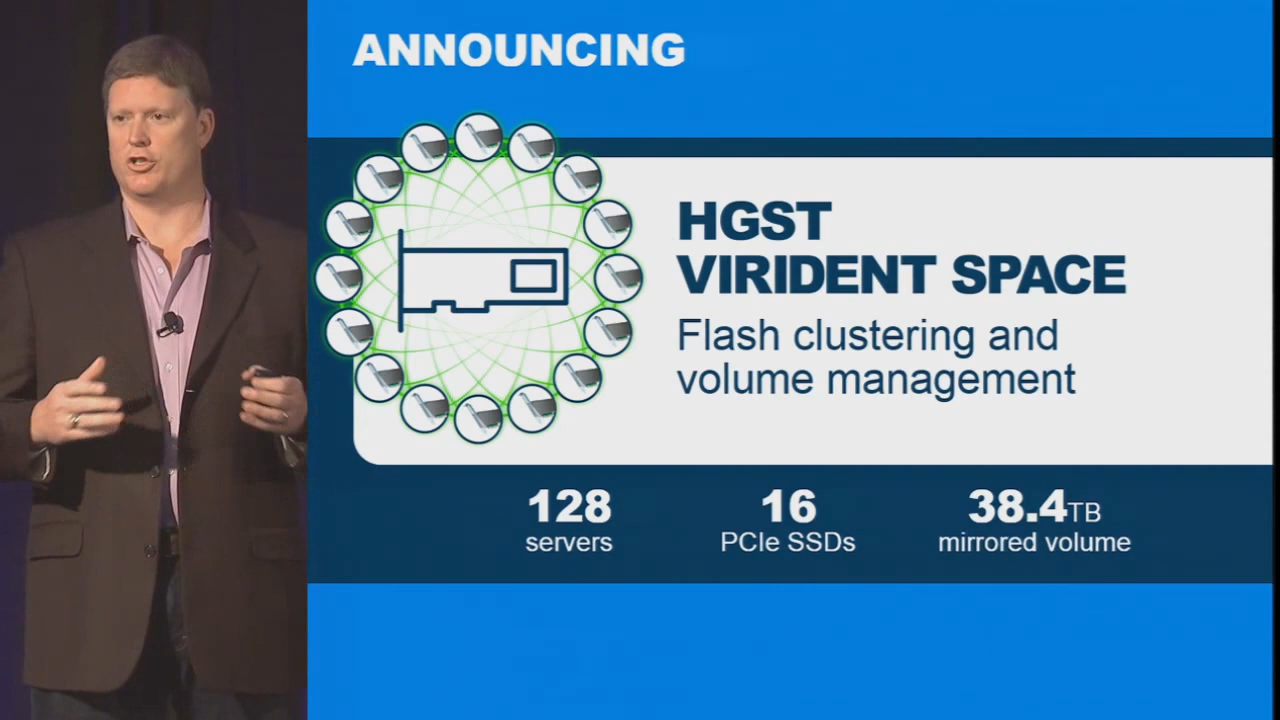 ANNOUNCING
HGST
VIRIDENT SPACE
Flash clustering and
volume management
128
servers
16
PCIe SSDs
38.4TB
mirrored volume